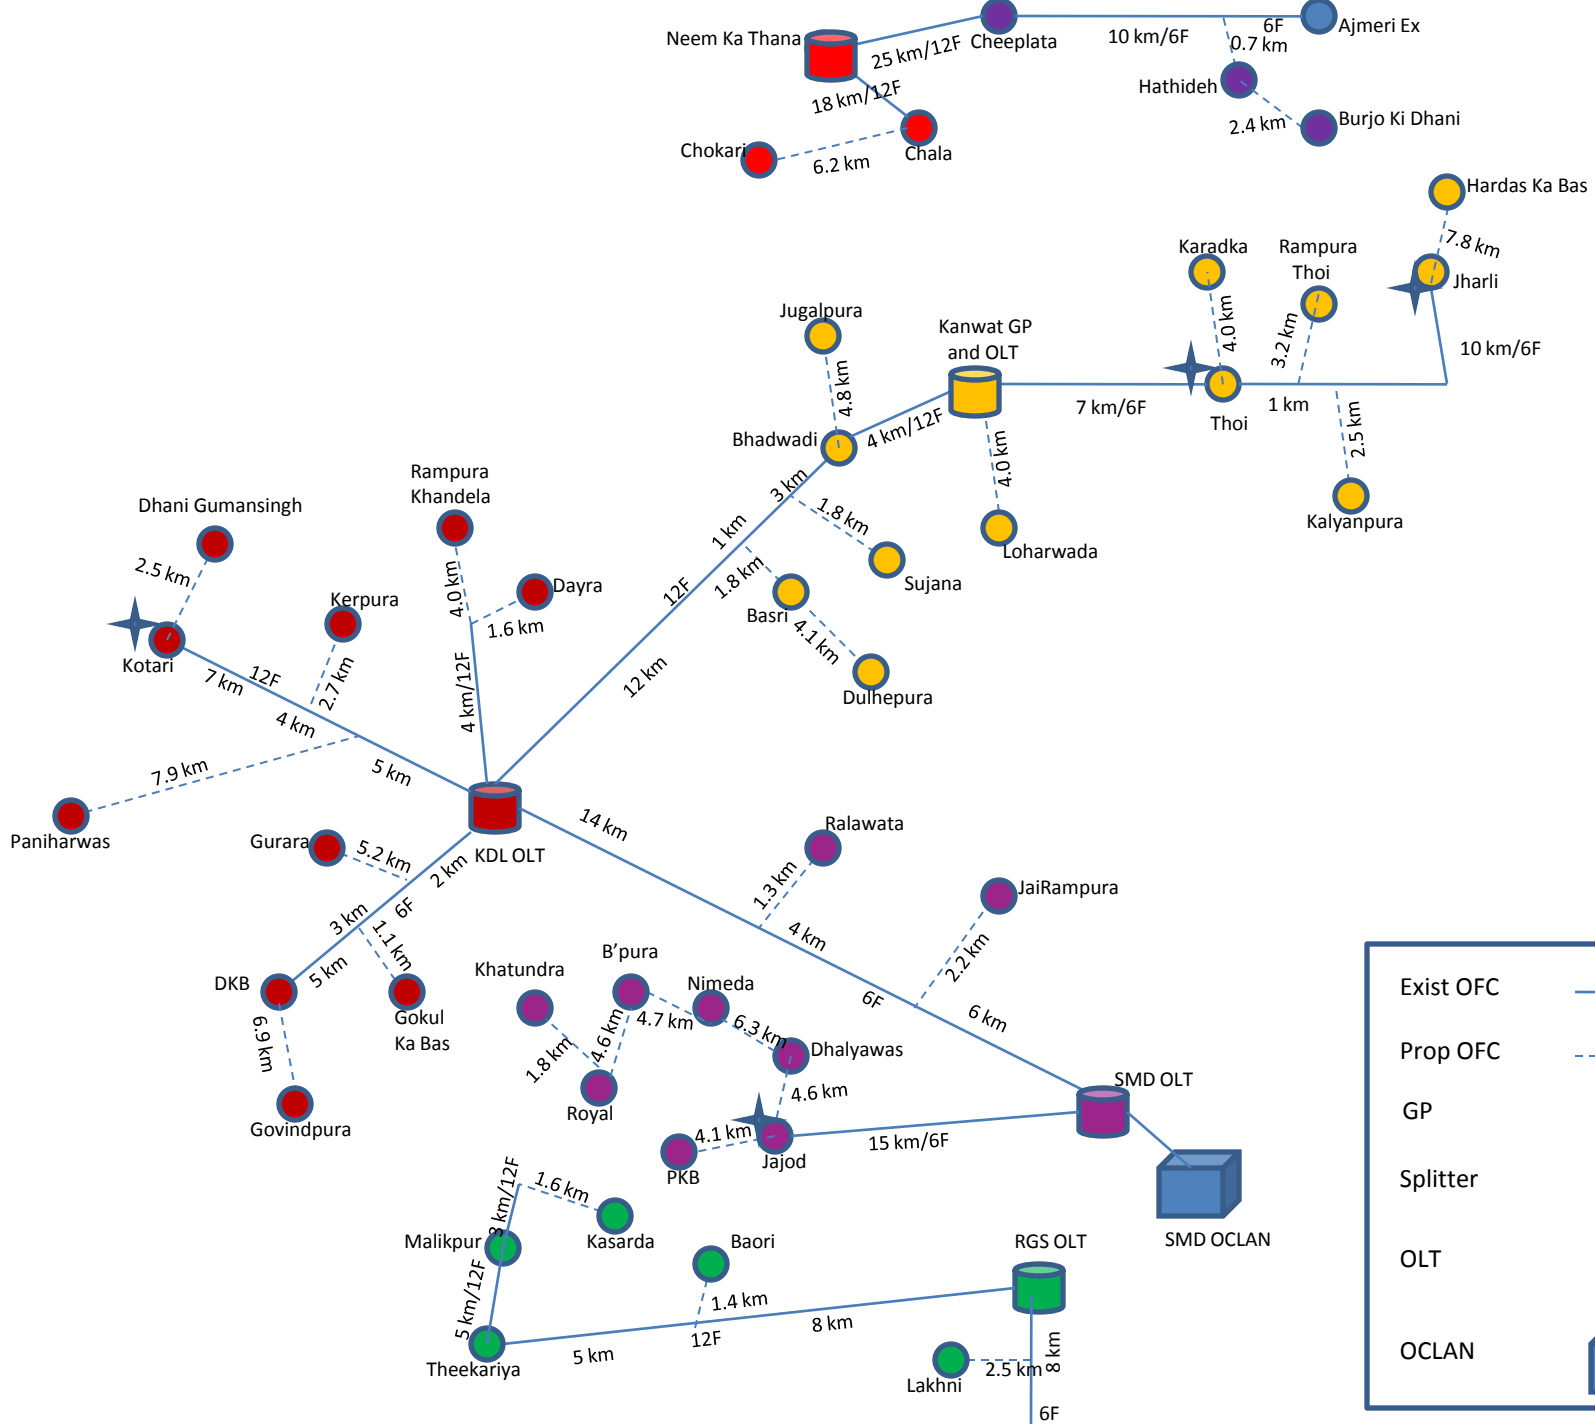 Neem Ka Thana
25 km/12F
Cheeplata
10 km/6F
6F
0.7 km
Ajmeri Ex
Hathideh
18 km/12F
2.4 km
Burjo Ki Dhani
Chokari
6.2 km
Chala
Hardas Ka Bas
7.8 km
Karadka
Rampura
Thoi
Jharli
Jugalpura
Kanwat GP
and OLT
4.0 km
3.2 km
10 km/6F
4.8 km
7 km/6F
1 km
Thoi
Bhadwadi
4 km/12F
4.0 km
2.5 km
Rampura
Khandela
3 km
1.8 km
Kalyanpura
Dhani Gumansingh
1 km
Loharwada
Sujana
2.5 km
4.0 km
Dayra
12F
1.8 km
Kerpura
Basri
1.6 km
4.1 km
Kotari
12F
7 km
2.7 km
4 km/12F
12 km
Dulhepura
4 km
7.9 km
5 km
14 km
Ralawata
Paniharwas
Gurara
5.2 km
2 km
KDL OLT
1.3 km
JaiRampura
3 km
6F
1.1 km
4 km
B’pura
2.2 km
Khatundra
Nimeda
DKB
5 km
Exist OFC
6F
6 km
Gokul
Ka Bas
4.7 km
6.3 km
6.9 km
1.8 km
4.6 km
Dhalyawas
Prop OFC
SMD OLT
4.6 km
Royal
GP
Govindpura
4.1 km
15 km/6F
PKB
Jajod
3 km/12F
1.6 km
Splitter
Malikpur
Kasarda
Baori
RGS OLT
SMD OCLAN
OLT
5 km/12F
1.4 km
8 km
12F
5 km
8 km
OCLAN
Theekariya
2.5 km
Lakhni
6F